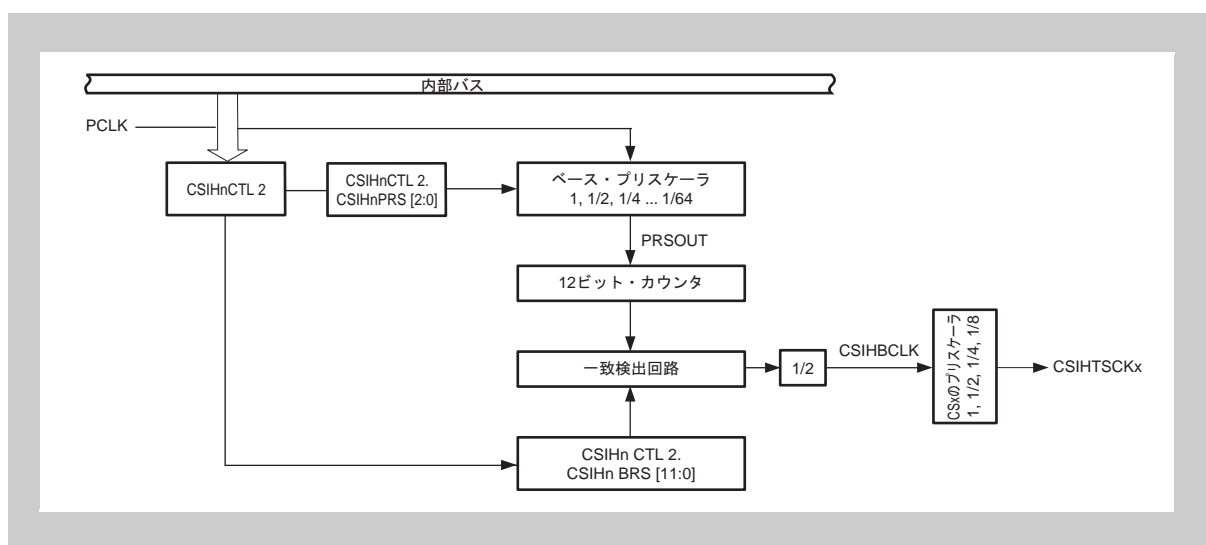 内部バス
PCLK
CSIHnCTL 2
CSIHnCTL 2.
CSIHnPRS [2:0]
ベース・プリスケーラ
1, 1/2, 1/4 ... 1/64
PRSOUT
12ビット・カウンタ
一致検出回路
1/2
CSIHBCLK
CSxのプリスケーラ
1, 1/2, 1/4, 1/8
CSIHTSCKx
CSIHn CTL 2.
CSIHn BRS [11:0]